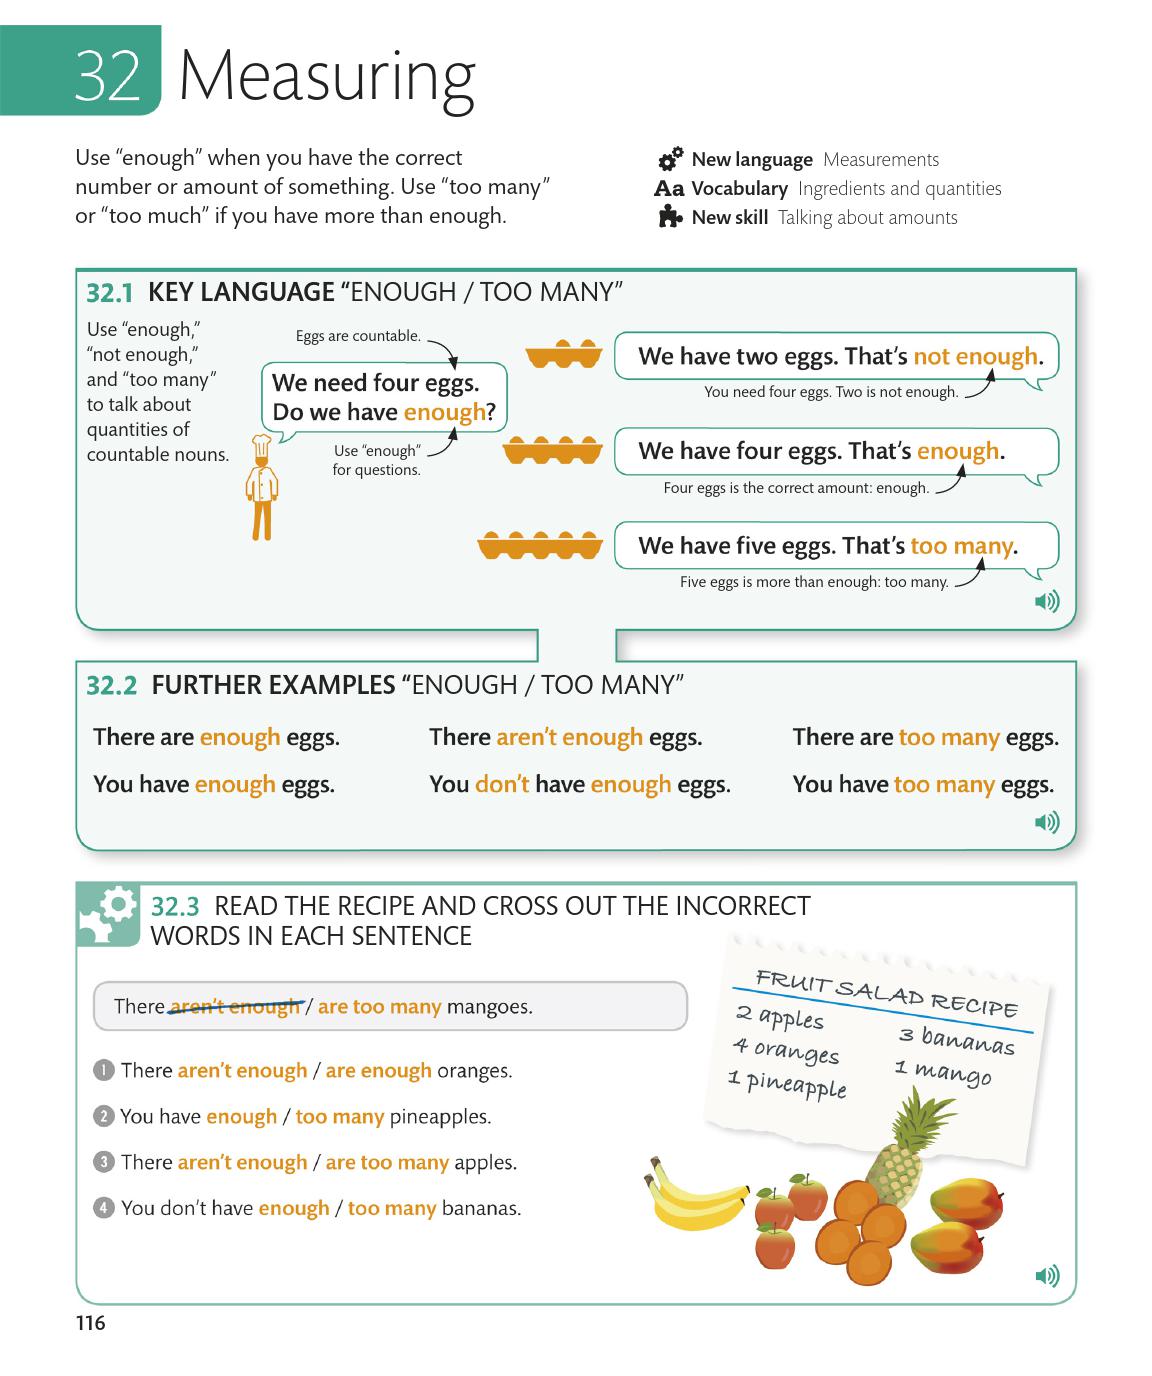 32 Measuring
Use “enough” when you have the correct
number or amount of something. Use “too many”
or “too much” if you have more than enough.
New language Measurements
Aa Vocabulary Ingredients and quantities
New skill Talking about amounts
32.1 KEY LANGUAGE “ENOUGH / TOO MANY”
Use “enough,”
“not enough,”
and “too many”
to talk about
quantities of
countable nouns.
Eggs are countable.
We need four eggs.
Do we have enough?
Use “enough”
for questions.
We have two eggs. That’s not enough.
You need four eggs. Two is not enough.
We have four eggs. That’s enough.
Four eggs is the correct amount: enough.
We have five eggs. That’s too many.
Five eggs is more than enough: too many.
32.2 FURTHER EXAMPLES “ENOUGH / TOO MANY”
There are enough eggs.
There aren’t enough eggs.
There are too many eggs.
You have enough eggs.
You don’t have enough eggs.
You have too many eggs.
32.3 READ THE RECIPE AND CROSS OUT THE INCORRECT
WORDS IN EACH SENTENCE
There aren’t enough / are too many mangoes.
1 There aren’t enough / are enough oranges.
2 You have enough / too many pineapples.
3 There aren’t enough / are too many apples.
4 You don’t have enough / too many bananas.
FRUIT SALAD RECIPE
2 apples
4 oranges
1 pineapple
3 bananas
1 mango
116